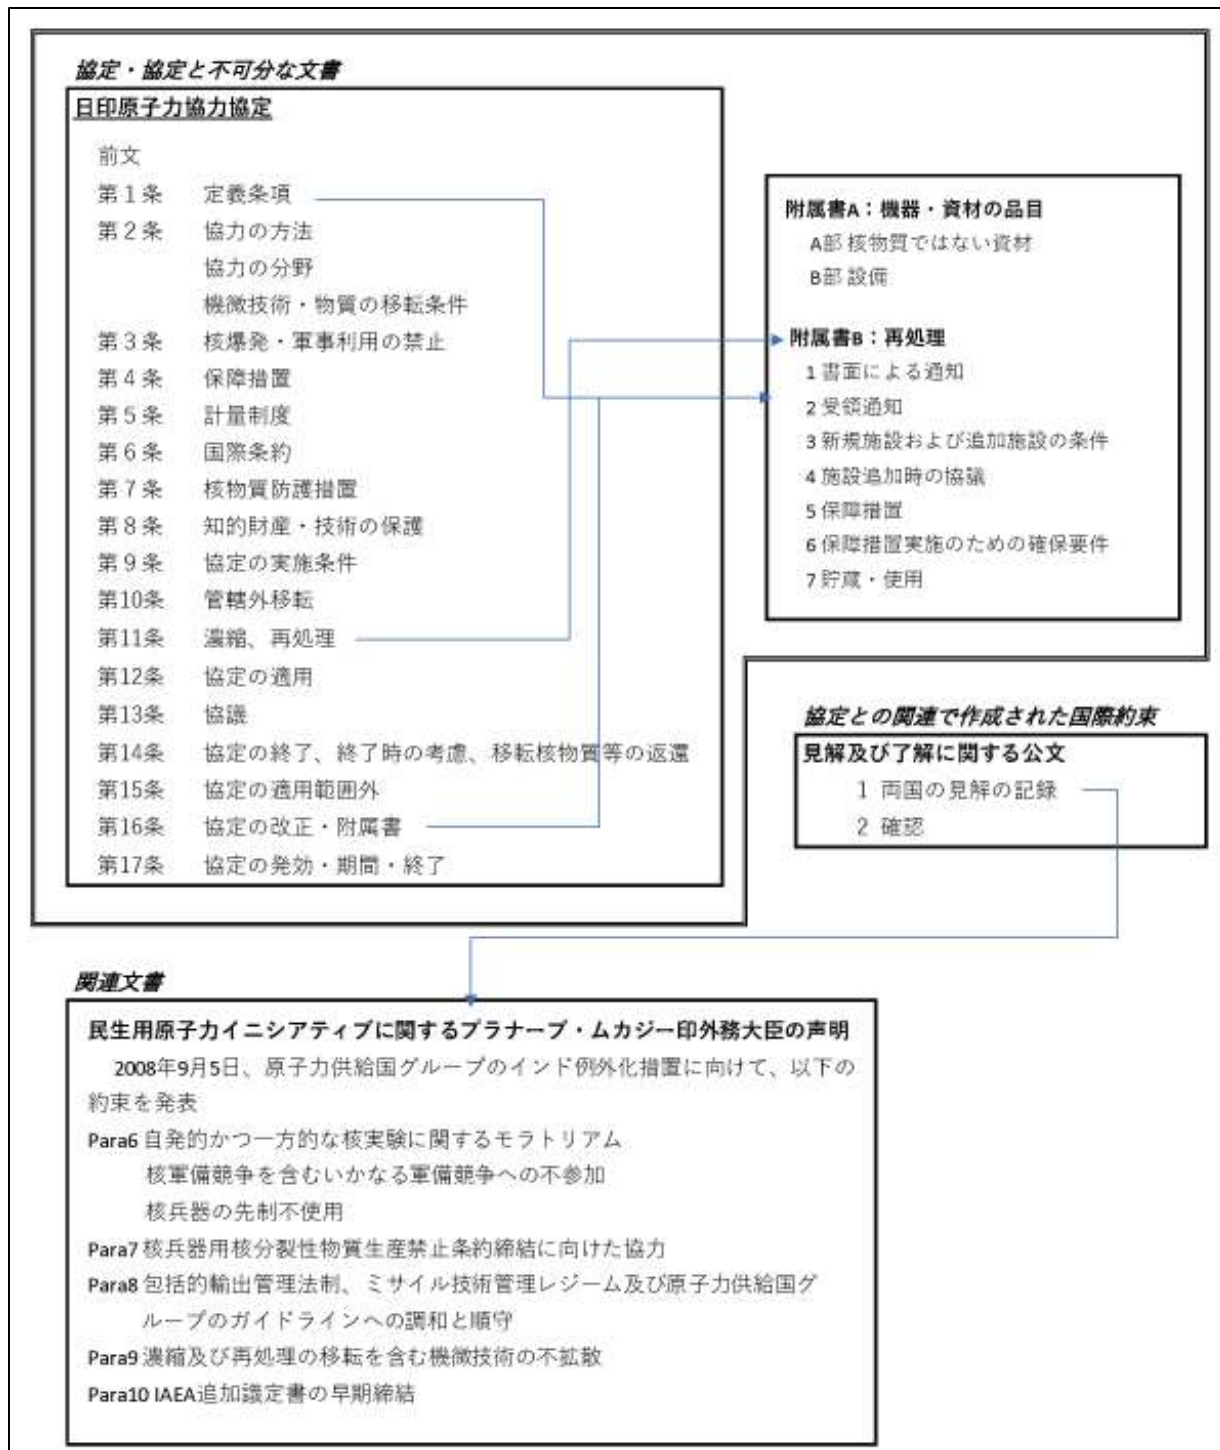 協定・協定と不可分な文書
日印原子力協力協定
前文
第1条 定義条項
第2条 協力の方法
協力の分野
機微技術・物質の移転条件
第3条 核爆発・軍事利用の禁止
第4条 保障措置
第5条 計量制度
第6条 国際条約
第7条 核物質防護措置
第8条 知的財産・技術の保護
第9条 協定の実施条件
第10条 管轄外移転
第11条 濃縮、再処理
第12条 協定の適用
第13条 協議
第14条 協定の終了、終了時の考慮、移転核物質等の返還
第15条 協定の適用範囲外
第16条 協定の改正・附属書
第17条 協定の発効・期間・終了
附属書A：機器・資材の品目
A部 核物質ではない資材
B部 設備
附属書B：再処理
1 書面による通知
2 受領通知
3 新規施設および追加施設の条件
4 施設追加時の協議
5 保障措置
6 保障措置実施のための確保要件
7 貯蔵・使用
協定との関連で作成された国際約束
見解及び了解に関する公文
1 両国の見解の記録
2 確認
関連文書
民生用原子力イニシアティブに関するプラナーブ・ムカジー印外務大臣の声明
2008年9月5日、原子力供給国グループのインド例外化措置に向けて、以下の
約束を発表
Para6 自発的かつ一方的な核実験に関するモラトリアム
核軍備競争を含むいかなる軍備競争への不参加
核兵器の先制不使用
Para7 核兵器用核分裂性物質生産禁止条約締結に向けた協力
Para8 包括的輸出管理法制、ミサイル技術管理レジーム及び原子力供給国グ
ループのガイドラインへの調和と順守
Para9 濃縮及び再処理の移転を含む機微技術の不拡散
Para10 IAEA追加議定書の早期締結